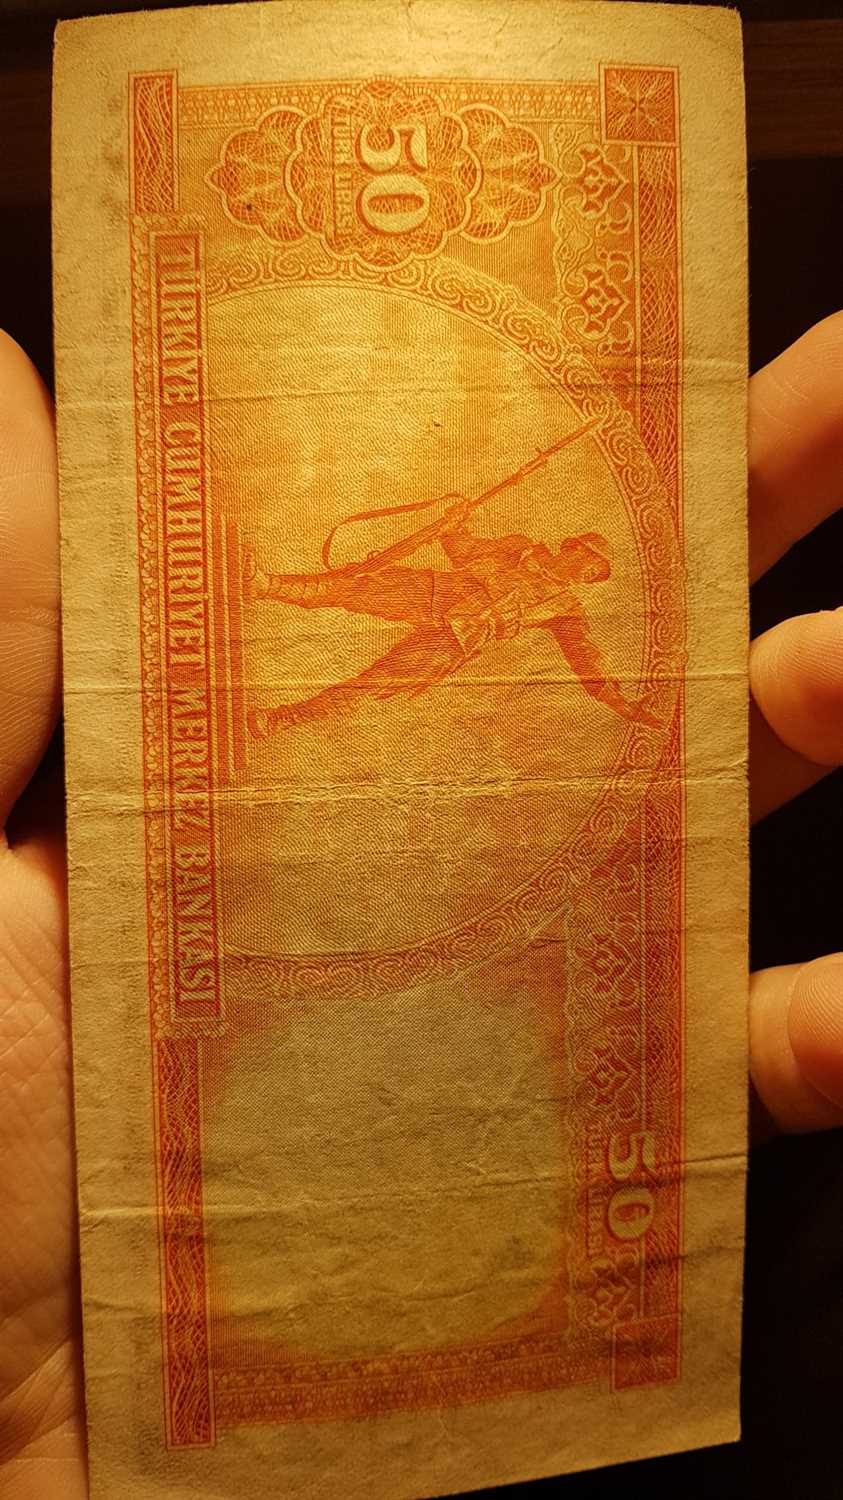 50
TÜRK LİRASI
50
TÜRK LİRASI
TÜRKİYE CUMHURİYET MERKEZ BANKASI